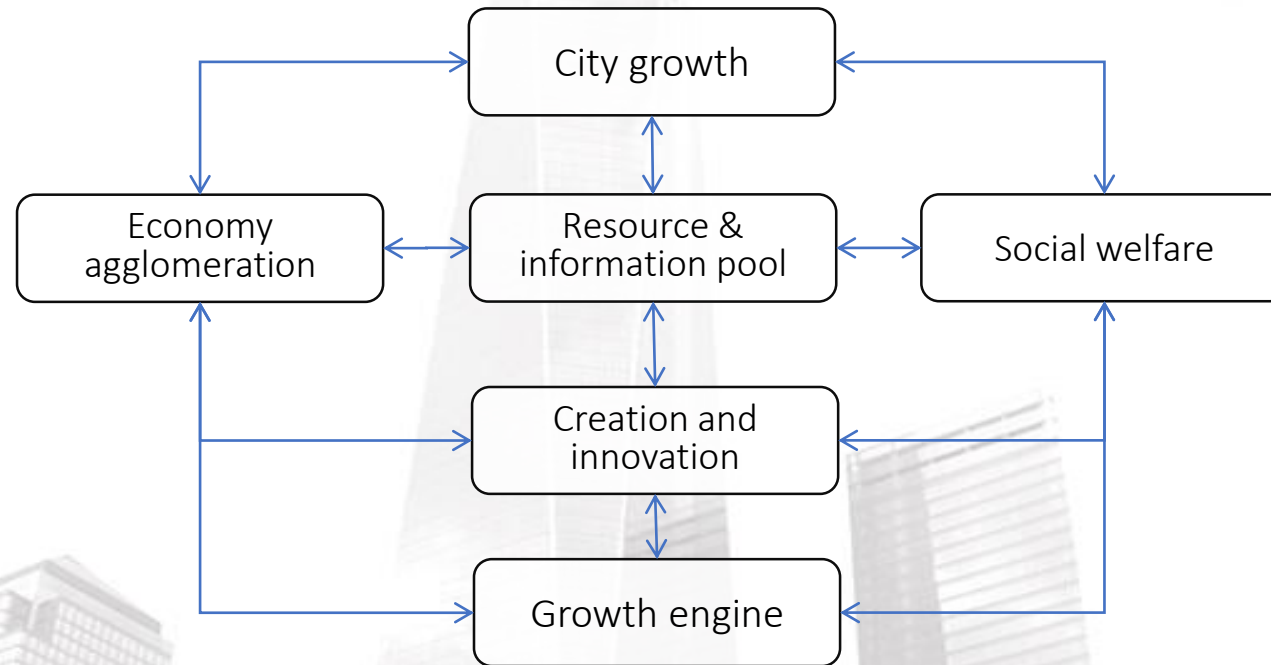 City growth
Economy
agglomeration
Resource &
information pool
Social welfare
Creation and
innovation
Growth engine